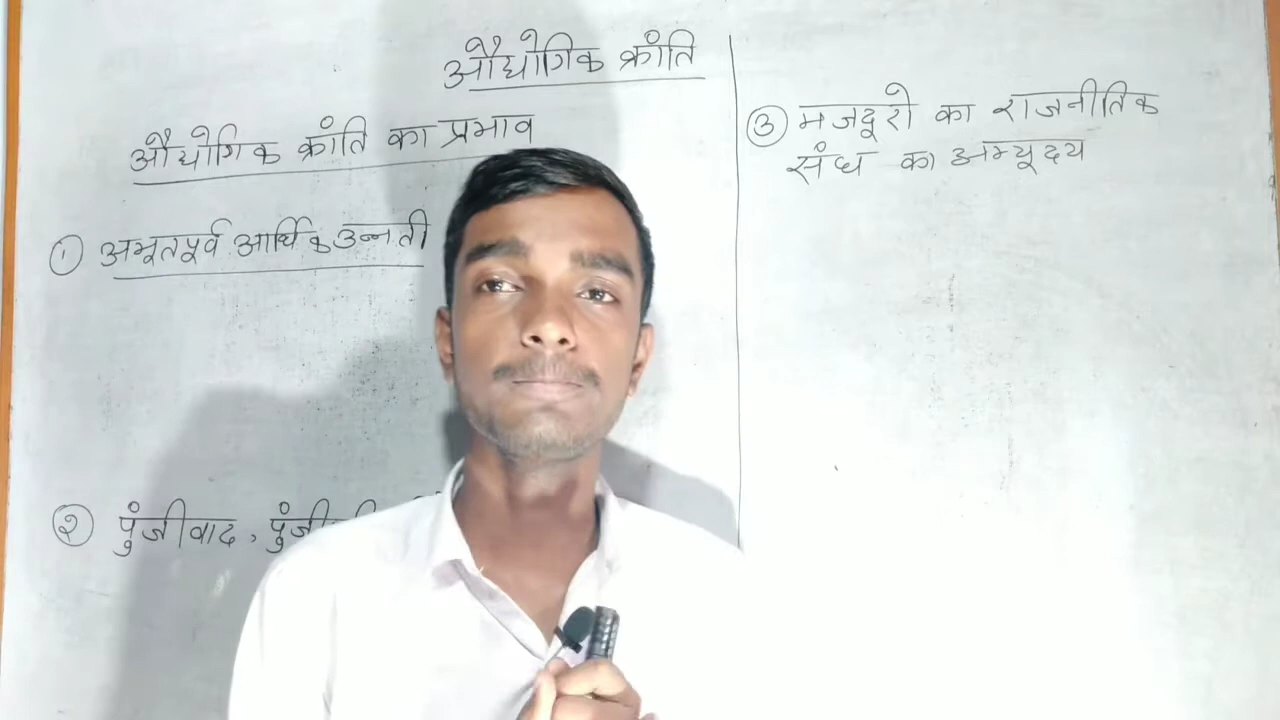 औद्योगिक क्रांति
औद्योगिक क्रांति का प्रभाव
① अभूतपूर्व आर्थिक उन्नती
② पुंजीवाद,
③ मजदूरो का राजनीतिक
संघ का अभ्यूदय